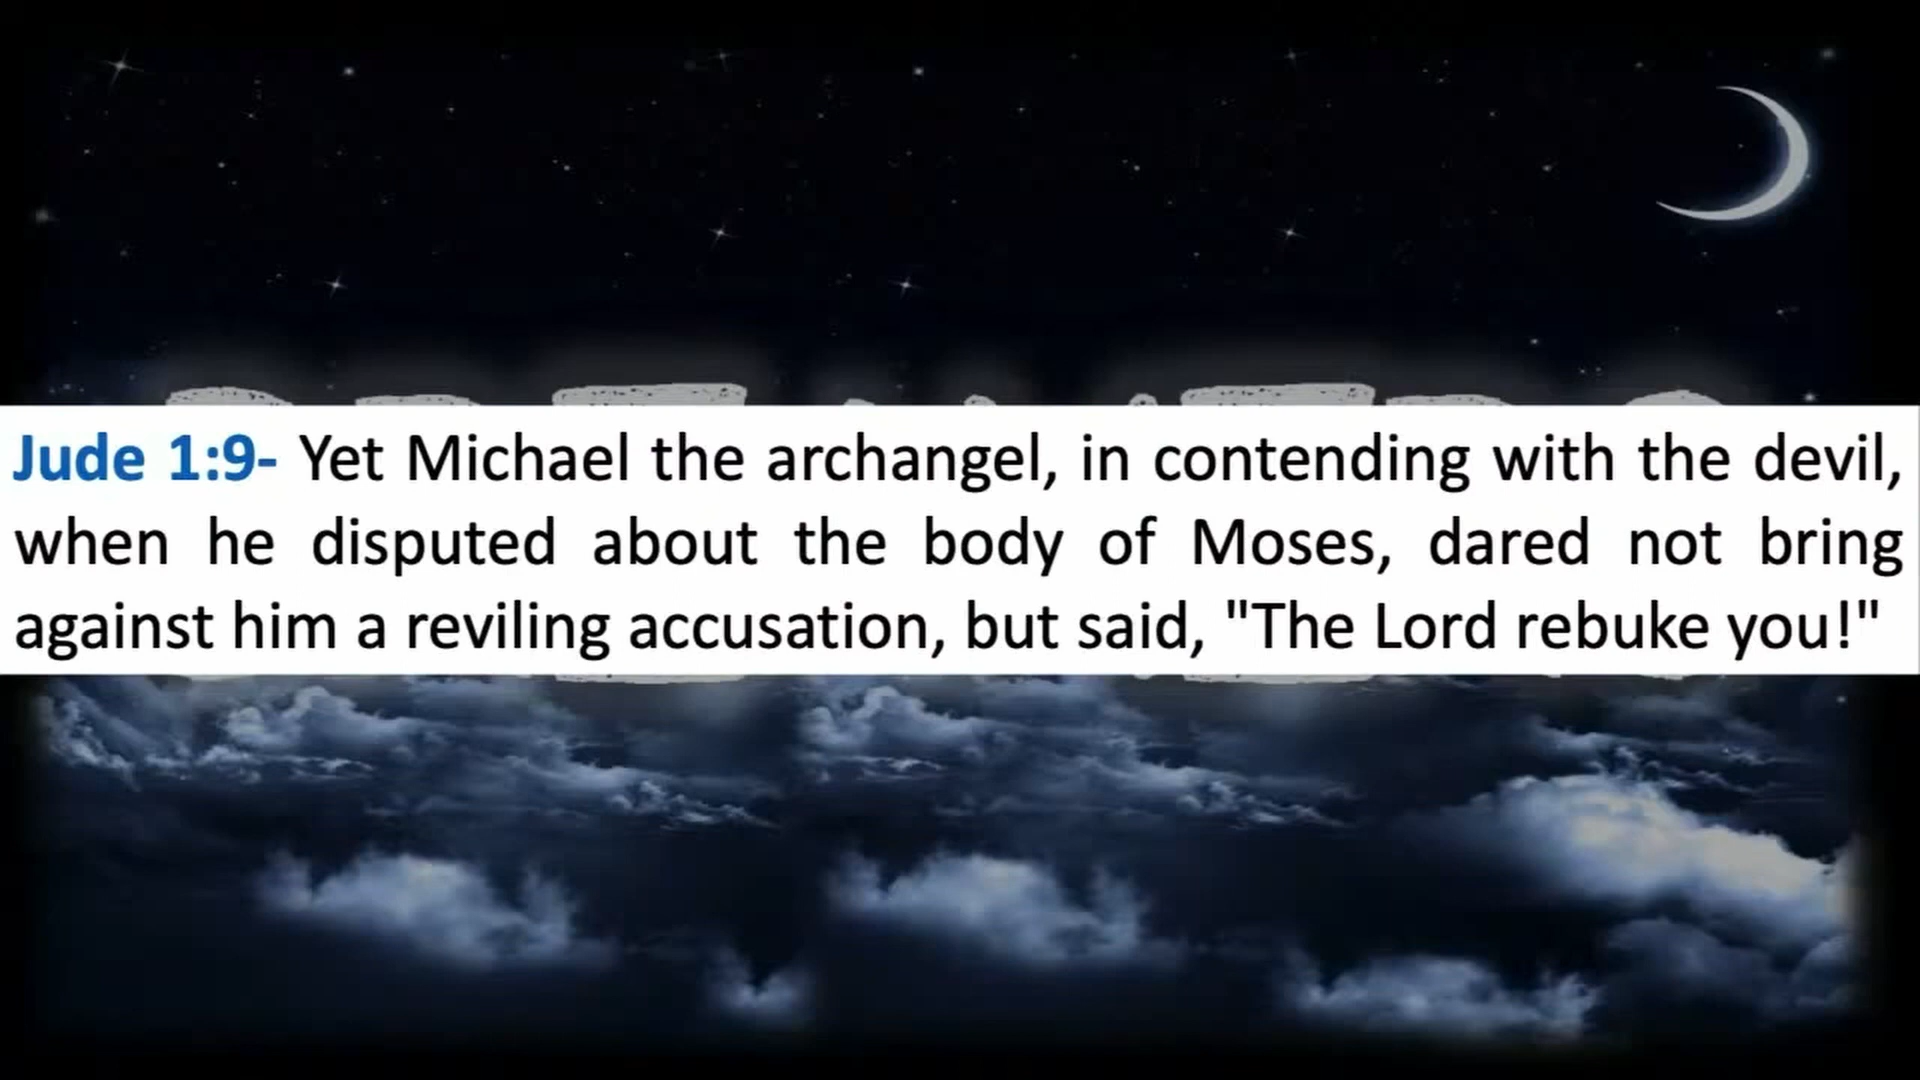 Jude 1:9- Yet Michael the archangel, in contending with the devil,
when he disputed about the body of Moses, dared not bring
against him a reviling accusation, but said, "The Lord rebuke you!"